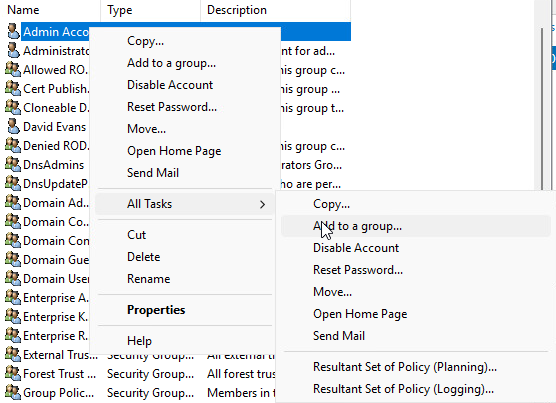 Name Type Description
Admin Acco
Administrato nt for ad...
Allowed RO. his group c...
Cert Publish. his group...
Cloneable D. his group t...
David Evans
Denied ROD. his group c...
DnsAdmins rators Gro...
DnsUpdateP ho are per...
Domain Ad..
Domain Co..
Domain Con
Domain Gue
Domain User
Enterprise A.
Enterprise K.
Enterprise R.
External Trus... Security Group... All external tr
Forest Trust Security Group... All forest trus
Group Polic... Security Group... Members in t
Copy...
Add to a group...
Disable Account
Reset Password...
Move...
Open Home Page
Send Mail
All Tasks
Cut
Delete
Rename
Properties
Help
Copy...
Add to a group...
Disable Account
Reset Password...
Move...
Open Home Page
Send Mail
Resultant Set of Policy (Planning)...
Resultant Set of Policy (Logging)...